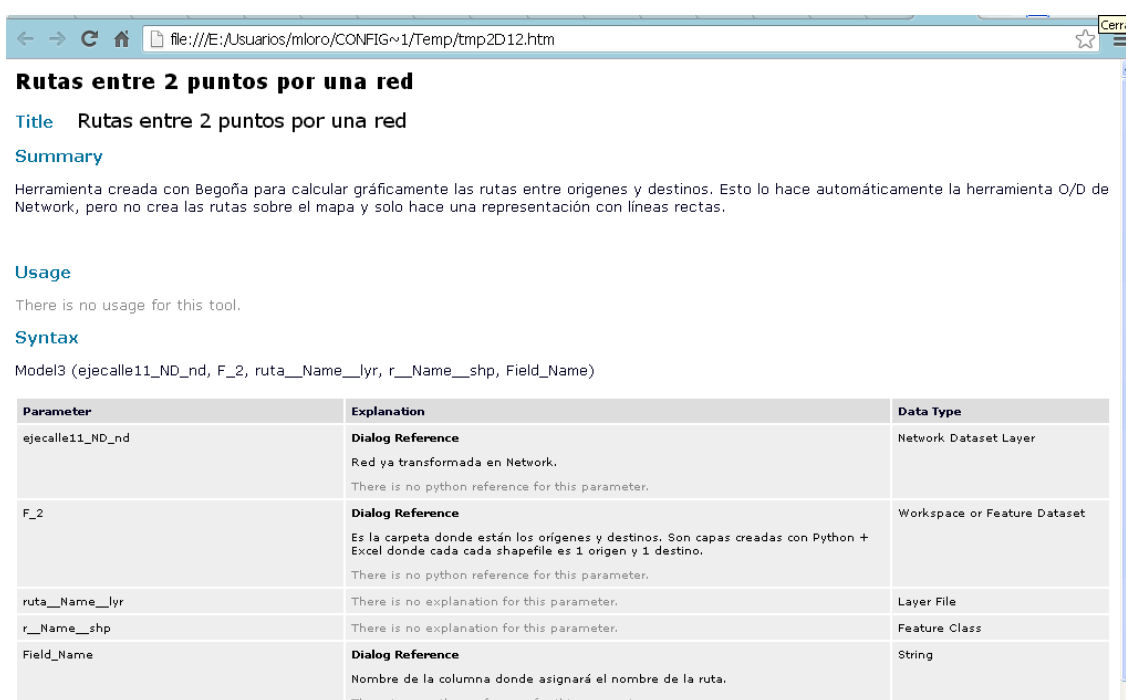 Cerra
file:///E:/Usuarios/mloro/CONFIG~1/Temp/tmp2D12.htm
Rutas entre 2 puntos por una red
Title Rutas entre 2 puntos por una red
Summary
Herramienta creada con Begoña para calcular gráficamente las rutas entre origenes y destinos. Esto lo hace automáticamente la herramienta O/D de
Network, pero no crea las rutas sobre el mapa y solo hace una representación con líneas rectas.
Usage
There is no usage for this tool.
Syntax
Model3 (ejecalle11_ND_nd, F_2, ruta__Name__lyr, r__Name__shp, Field_Name)
Parameter Explanation Data Type
ejecalle11_ND_nd Dialog Reference Network Dataset Layer
Red ya transformada en Network.
There is no python reference for this parameter.
F_2 Dialog Reference Workspace or Feature Dataset
Es la carpeta donde están los orígenes y destinos. Son capas creadas con Python +
Excel donde cada cada shapefile es 1 origen y 1 destino.
There is no python reference for this parameter.
ruta__Name__lyr There is no explanation for this parameter. Layer File
r__Name__shp There is no explanation for this parameter. Feature Class
Field_Name Dialog Reference String
Nombre de la columna donde asignará el nombre de la ruta.